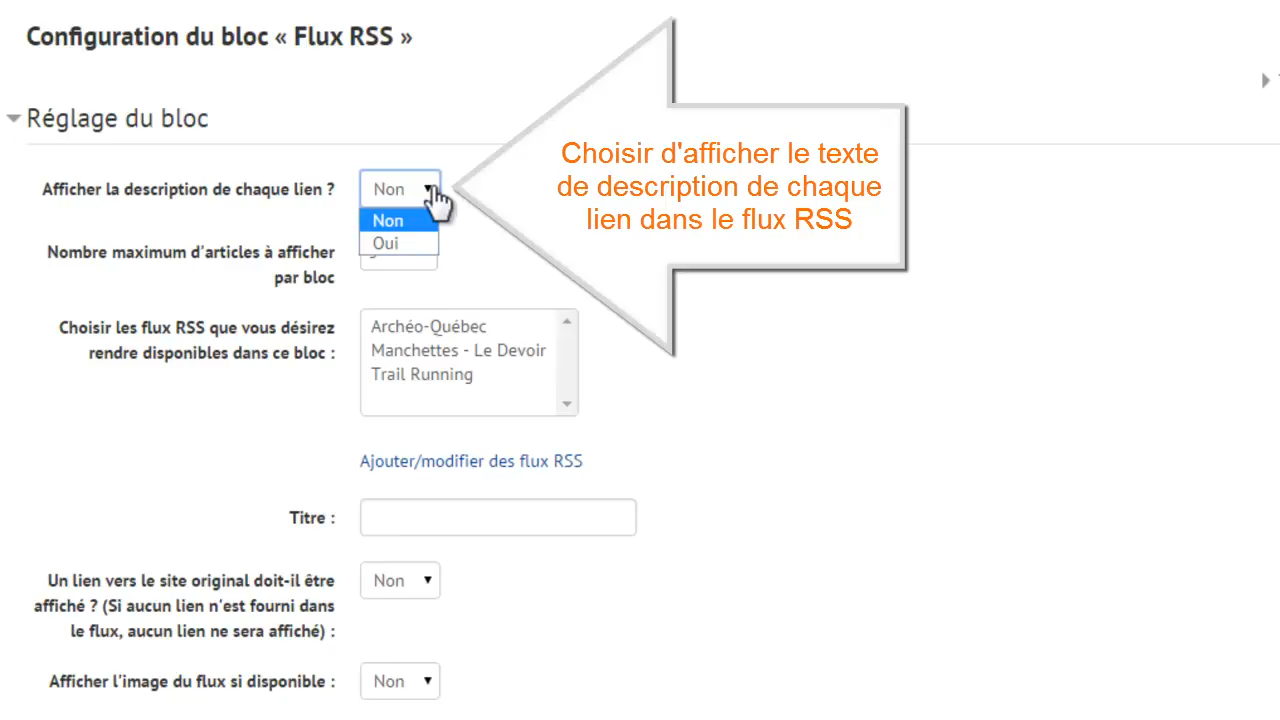 Configuration du bloc « Flux RSS »
Réglage du bloc
Choisir d'afficher le texte
de description de chaque
lien dans le flux RSS
Afficher la description de chaque lien ?
Non
Non
Oui
Nombre maximum d'articles à afficher
par bloc
Choisir les flux RSS que vous désirez
rendre disponibles dans ce bloc :
Archéo-Québec
Manchettes - Le Devoir
Trail Running
Ajouter/modifier des flux RSS
Titre :
Un lien vers le site original doit-il être
affiché ? (Si aucun lien n'est fourni dans
le flux, aucun lien ne sera affiché) :
Non
Afficher l'image du flux si disponible :
Non